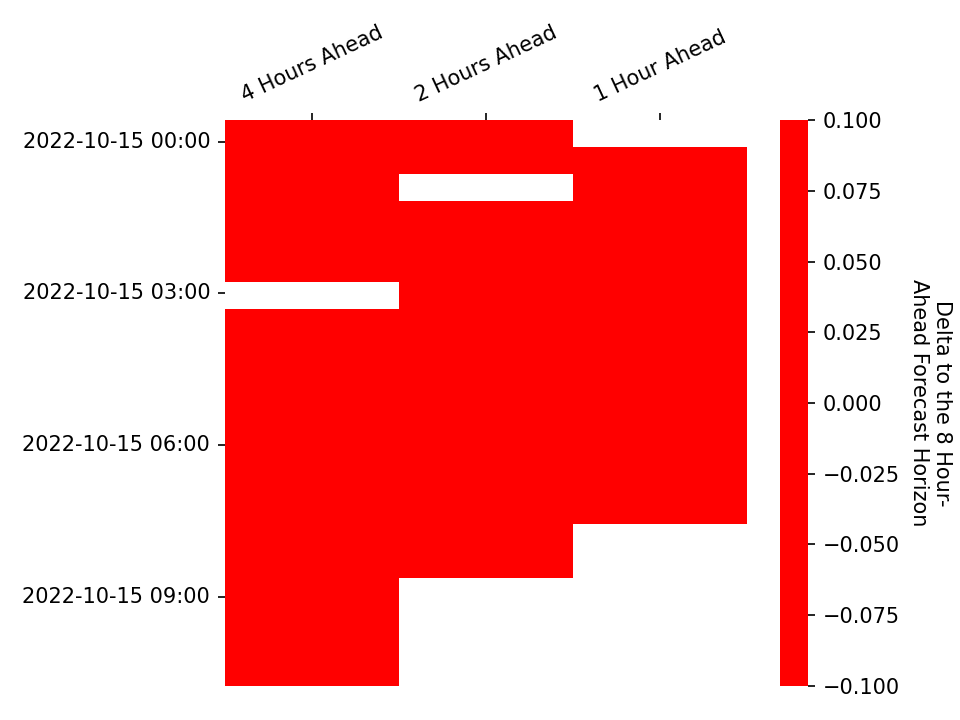 4 Hours Ahead
2 Hours Ahead
1 Hour Ahead
2022-10-15 00:00
2022-10-15 03:00
2022-10-15 06:00
2022-10-15 09:00
0.100
0.075
0.050
0.025
0.000
−0.025
−0.050
−0.075
−0.100
Delta to the 8 Hour-
Ahead Forecast Horizon